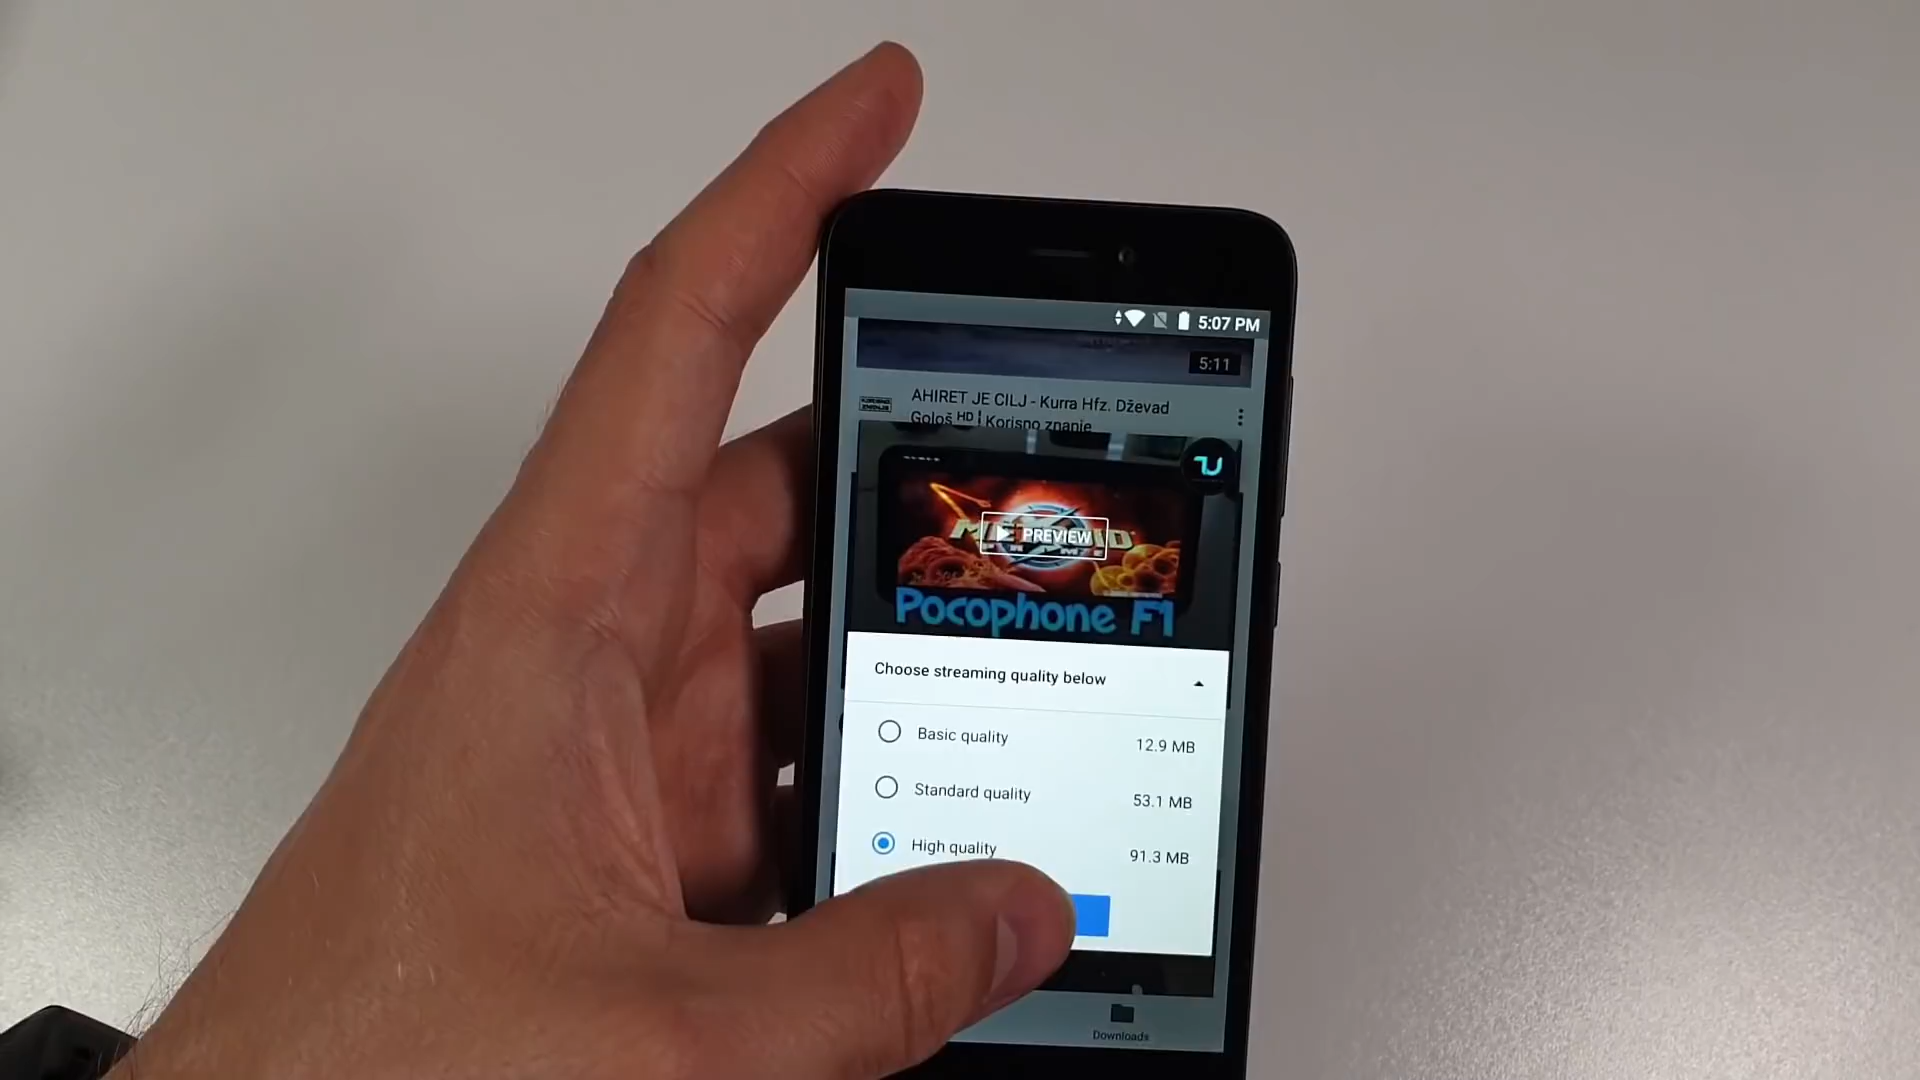 5:07 PM
5:11
AHIRET JE CILJ - Kurra Hfz. Dževad
Gološ HD ¦ Korisno znanje
PREVIEW
Pocophone F1
Choose streaming quality below
Basic quality 12.9 MB
Standard quality 53.1 MB
High quality 91.3 MB
Downloads